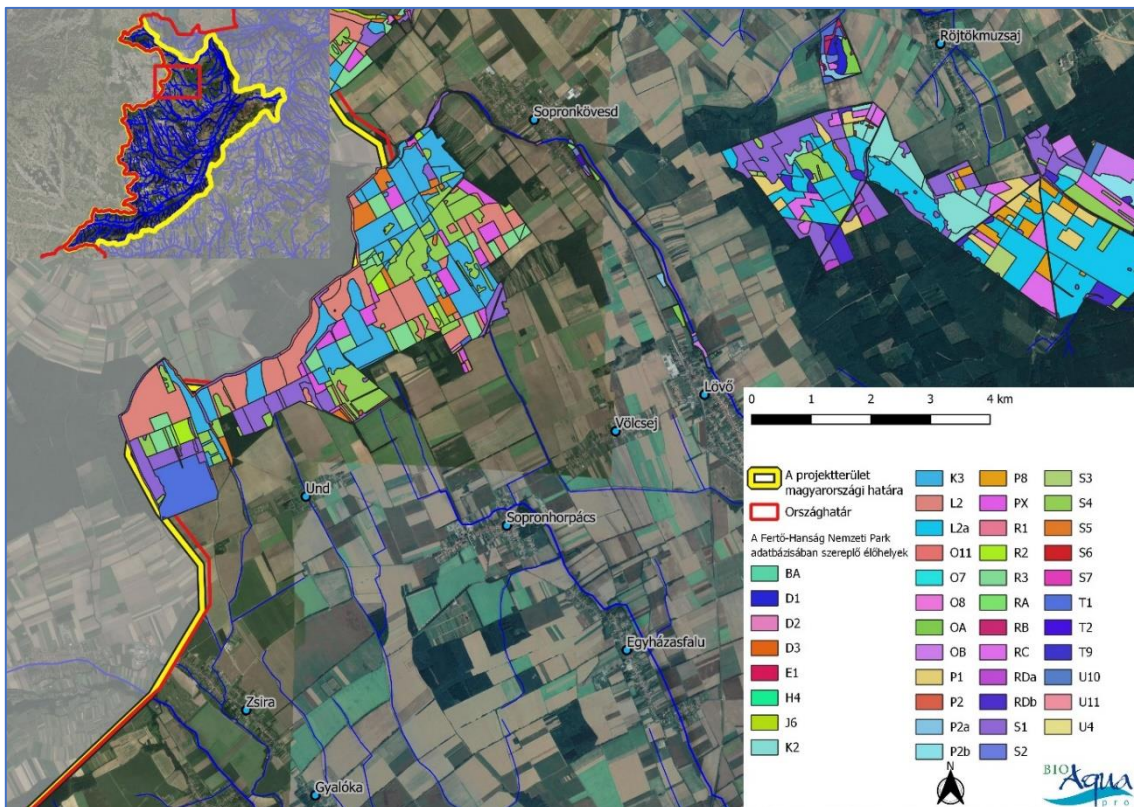 Röjtökmuzsaj
Sopronkövesd
Lövő
Völcsej
Und
Sopronhorpács
Egyházasfalu
Zsira
Gyalóka
0 1 2 3 4 km
A projektterület
magyarországi határa
Országhatár
A Fertő-Hanság Nemzeti Park
adatbázisában szereplő élőhelyek
BA
D1
D2
D3
E1
H4
J6
K2
K3
L2
L2a
O11
O7
O8
OA
OB
P1
P2
P2a
P2b
P8
PX
R1
R2
R3
RA
RB
RC
RDa
RDb
S1
S2
S3
S4
S5
S6
S7
T1
T2
T9
U10
U11
U4
N
BIO
Aqua
pro